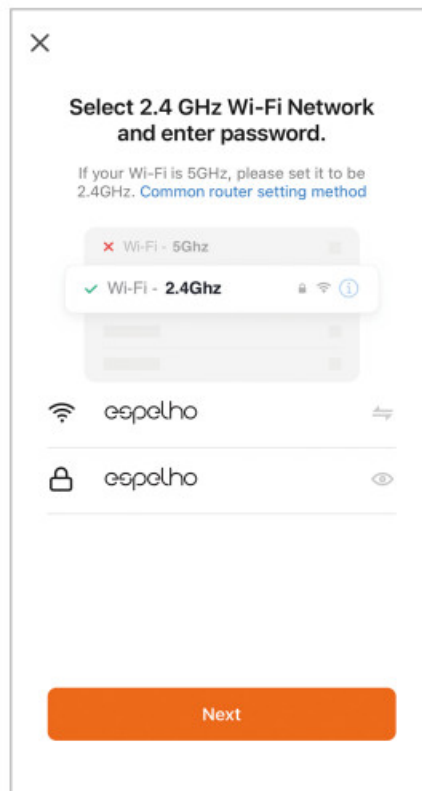 Select 2.4 GHz Wi-Fi Network
and enter password.
If your Wi-Fi is 5GHz, please set it to be
2.4GHz. Common router setting method
Wi-Fi - 5Ghz
Wi-Fi - 2.4Ghz
espelho
espelho
Next